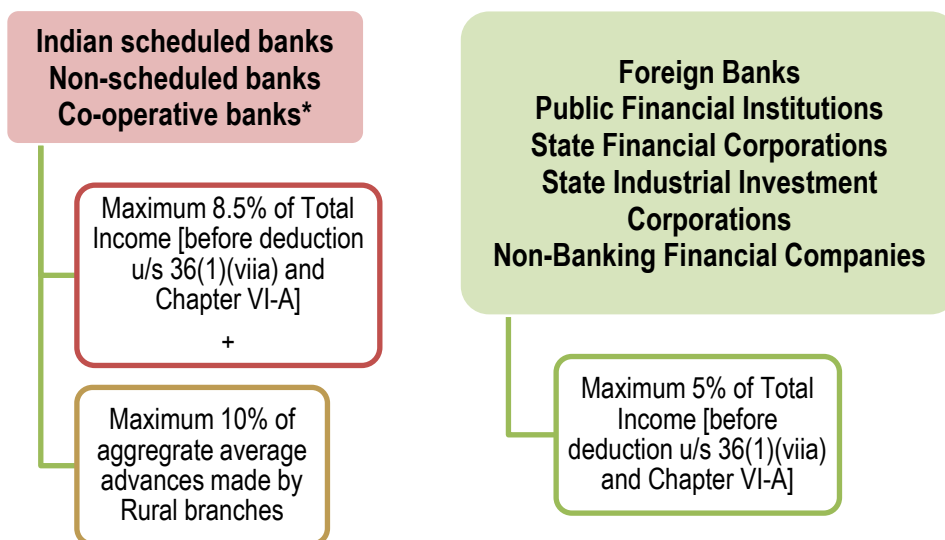 Indian scheduled banks
Non-scheduled banks
Co-operative banks*
Maximum 8.5% of Total
Income [before deduction
u/s 36(1)(viia) and
Chapter VI-A]
+
Maximum 10% of
aggregrate average
advances made by
Rural branches
Foreign Banks
Public Financial Institutions
State Financial Corporations
State Industrial Investment
Corporations
Non-Banking Financial Companies
Maximum 5% of Total
Income [before
deduction u/s 36(1)(viia)
and Chapter VI-A]